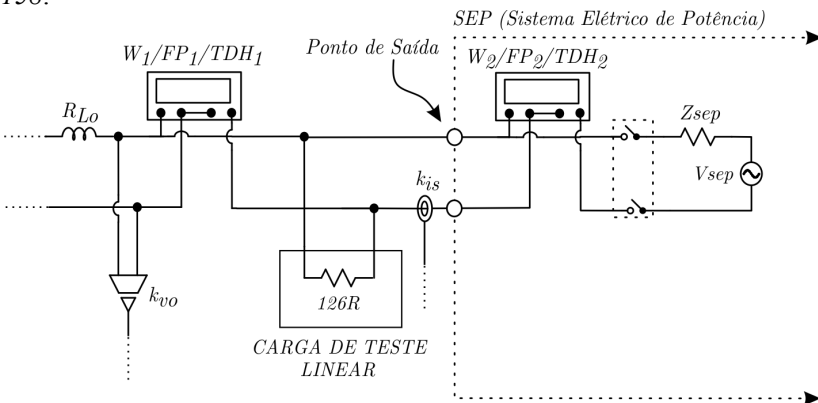 SEP (Sistema Elétrico de Potência)
W1/FP1/TDH1
Ponto de Saída
W2/FP2/TDH2
RLo
Zsep
Vsep
kis
kvo
126R
CARGA DE TESTE
LINEAR